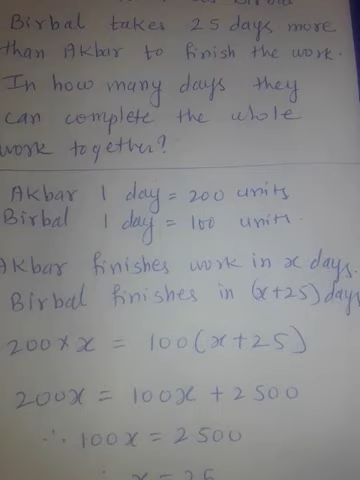 Birbal takes 25 days more
than Akbar to finish the work.
In how many days they
can complete the whole
work together?
Akbar 1 day = 200 units
Birbal 1 day = 100 units.
Akbar finishes work in x days.
Birbal finishes in (x+25) days
200 × x = 100(x+25)
200x = 100x + 2500
∴ 100x = 2500
∴ x = 25